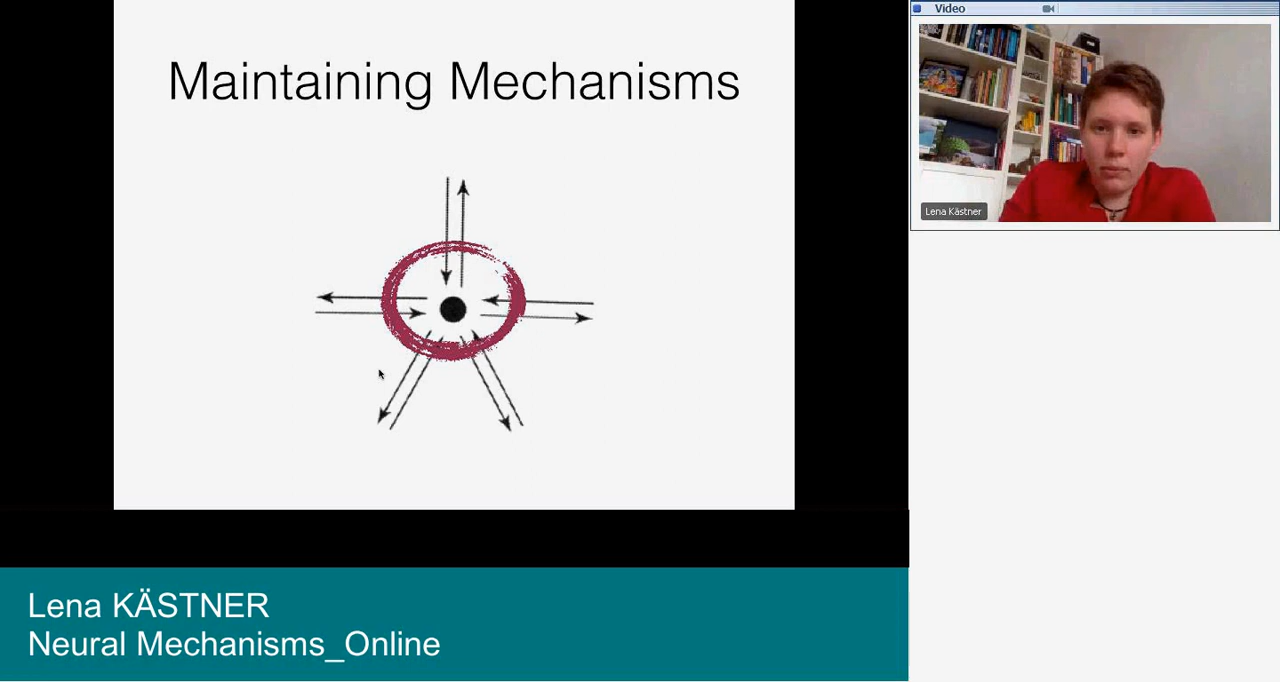 Maintaining Mechanisms
Video
Lena Kästner
Lena KÄSTNER
Neural Mechanisms_Online